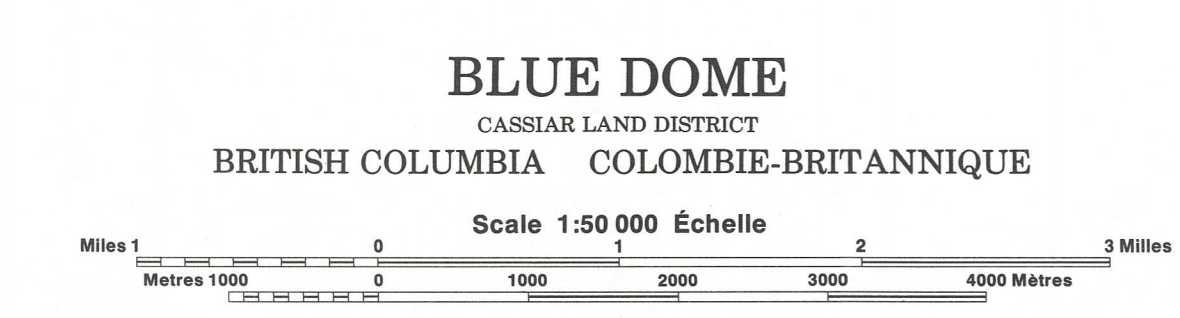 BLUE DOME
CASSIAR LAND DISTRICT
BRITISH COLUMBIA COLOMBIE-BRITANNIQUE
Scale 1:50 000 Échelle
Miles 1 0 1 2 3 Milles
Metres 1000 0 1000 2000 3000 4000 Mètres